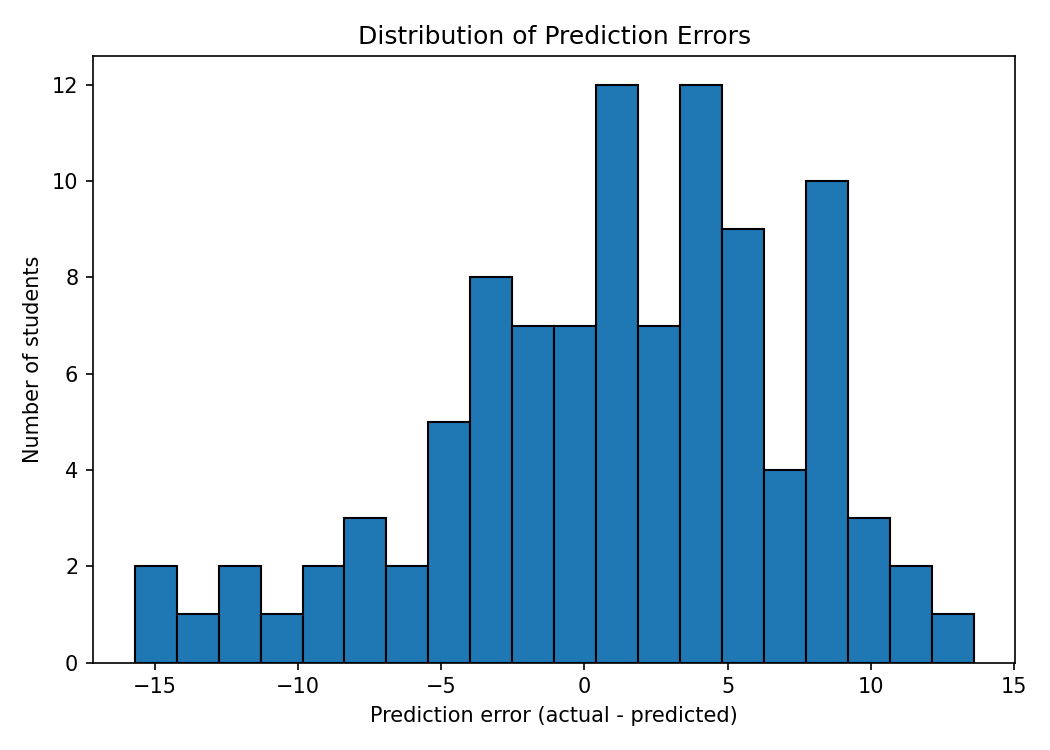 Distribution of Prediction Errors
Number of students
12
10
8
6
4
2
0
−15 −10 −5 0 5 10 15
Prediction error (actual - predicted)